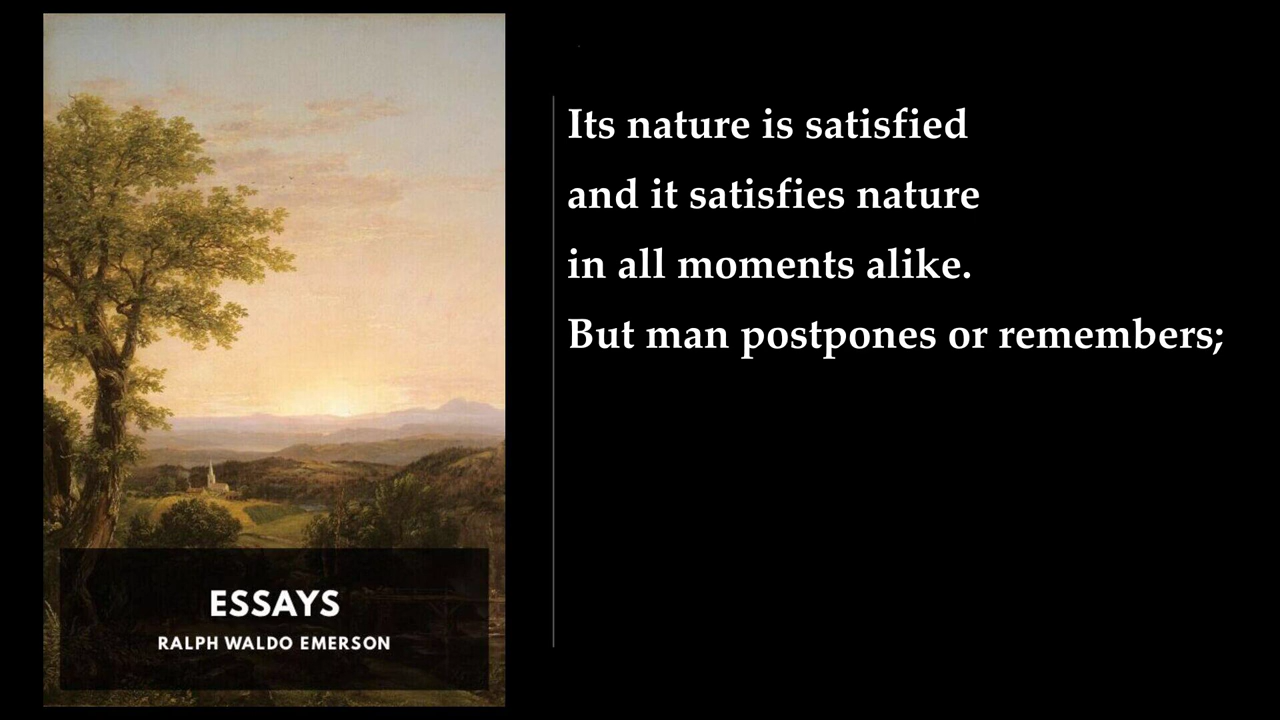 ESSAYS
RALPH WALDO EMERSON
Its nature is satisfied
and it satisfies nature
in all moments alike.
But man postpones or remembers;